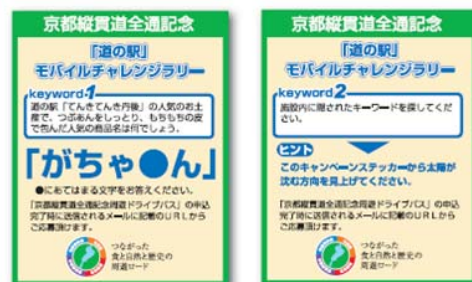 京都縦貫道全通記念
「道の駅」
モバイルチャレンジラリー
keyword1
道の駅「てんきてんき丹後」の人気のお土
産で、つぶあんをしっとり、もちもちの皮
で包んだ人気の商品名は何でしょう。
「がちゃ●ん」
●にあてはまる文字をお答えください。
「京都縦貫道全通記念周遊ドライブパス」の申込
完了時に送信されるメールに記載のURLから
ご応募頂けます。
つながった
食と自然と歴史の
周遊ロード
京都縦貫道全通記念
「道の駅」
モバイルチャレンジラリー
keyword2
施設内に隠されたキーワードを探してくだ
さい。
ヒント
このキャンペーンステッカーから太陽が
沈む方向を見上げてください。
「京都縦貫道全通記念周遊ドライブパス」の申込
完了時に送信されるメールに記載のURLから
ご応募頂けます。
つながった
食と自然と歴史の
周遊ロード